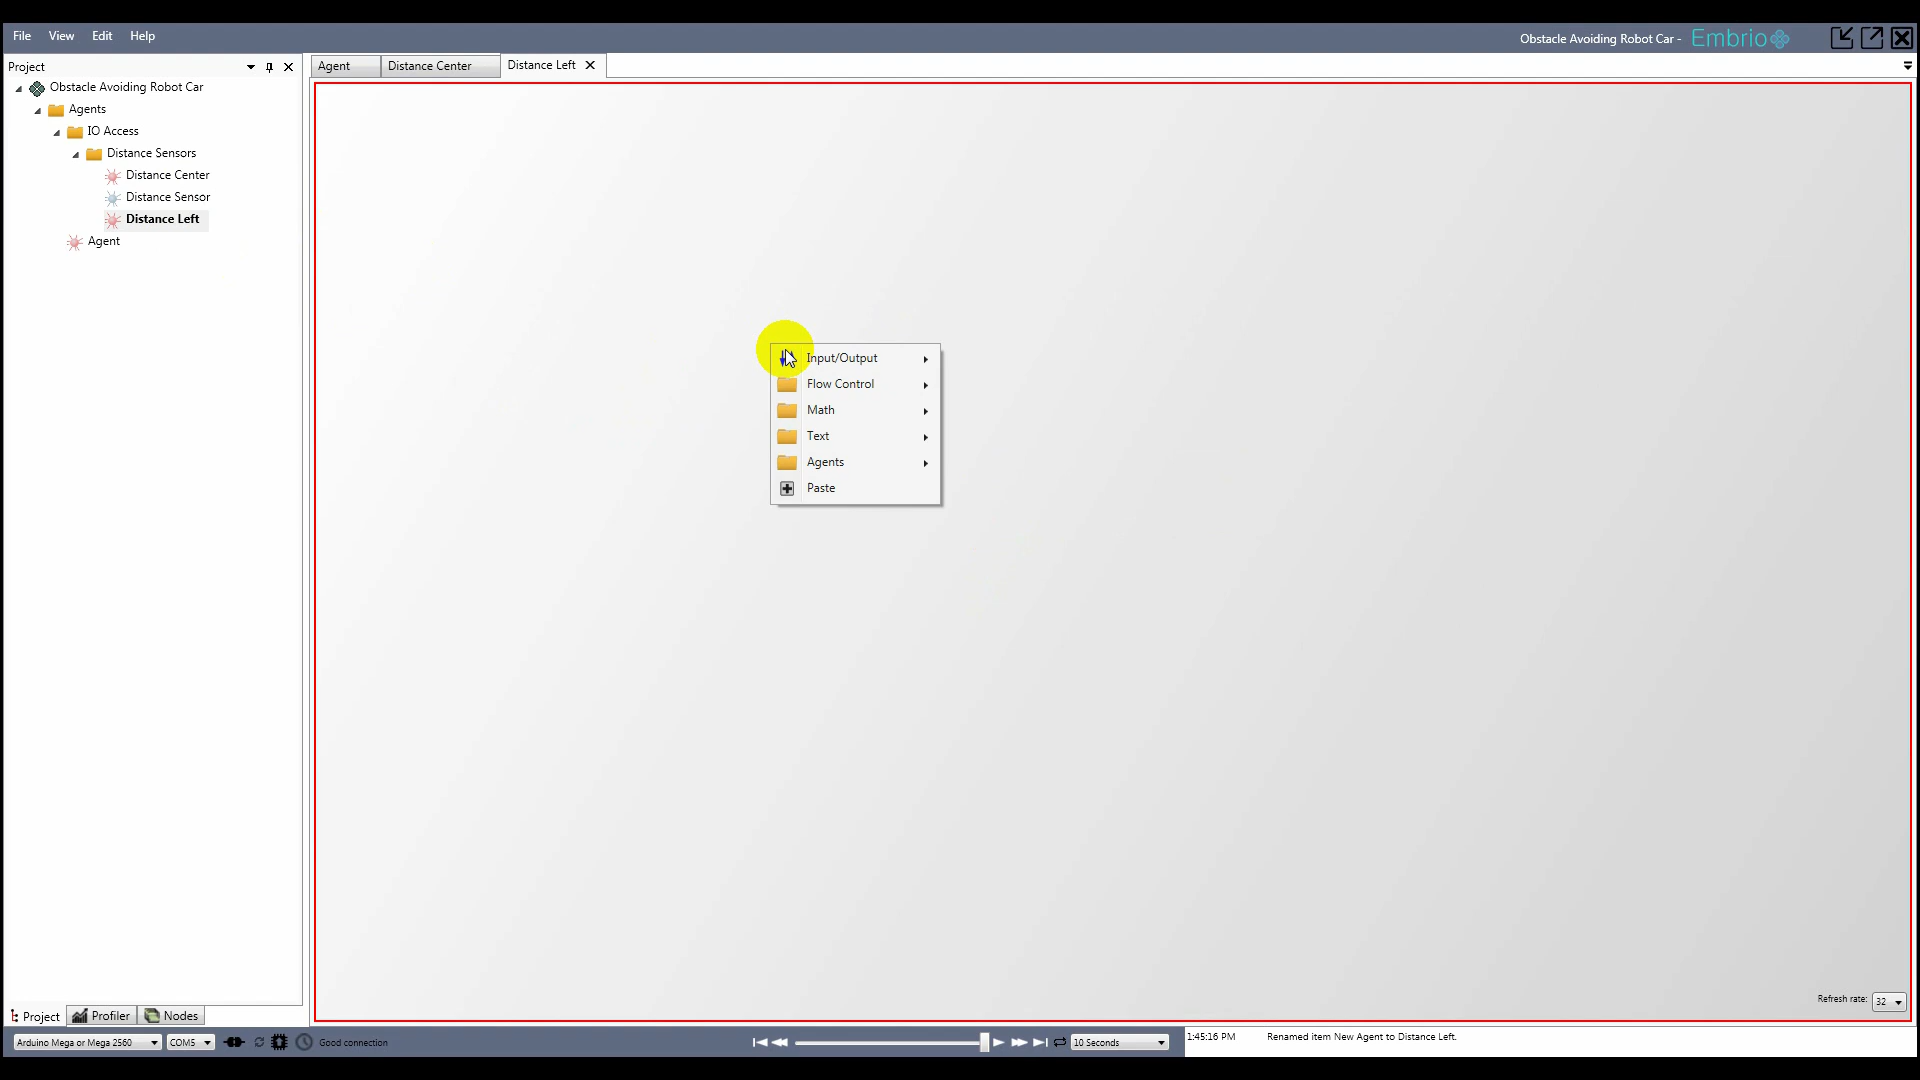 File View Edit Help
Obstacle Avoiding Robot Car - Embrio
Project
Agent
Distance Center
Distance Left
Obstacle Avoiding Robot Car
Agents
IO Access
Distance Sensors
Distance Center
Distance Sensor
Distance Left
Agent
Input/Output
Flow Control
Math
Text
Agents
Paste
Refresh rate: 32
Project Profiler Nodes
Arduino Mega or Mega 2560 COM5 Good connection
10 Seconds
1:45:16 PM Renamed item New Agent to Distance Left.